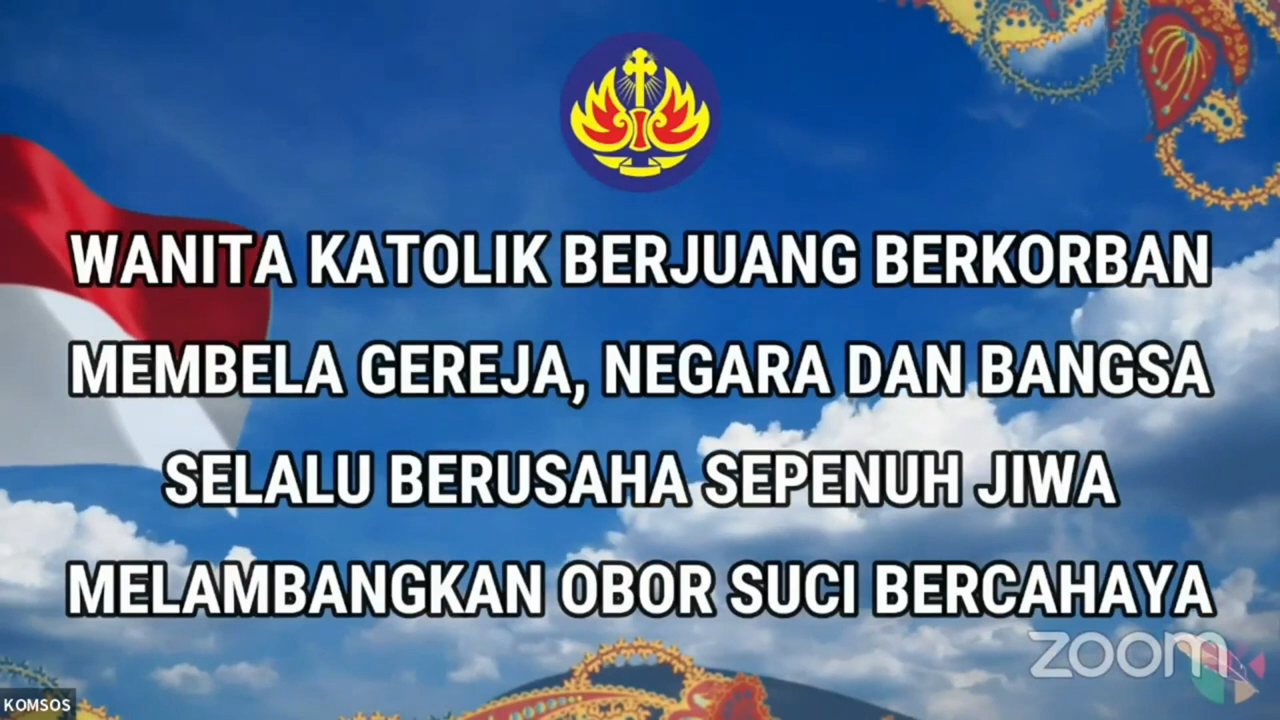 WANITA KATOLIK BERJUANG BERKORBAN
MEMBELA GEREJA, NEGARA DAN BANGSA
SELALU BERUSAHA SEPENUH JIWA
MELAMBANGKAN OBOR SUCI BERCAHAYA
zoom
KOMSOS